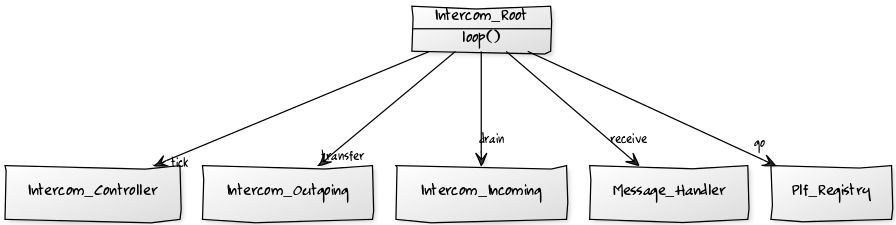 Intercom_Root
loop()
tick
transfer
drain
receive
go
Intercom_Controller
Intercom_Outgoing
Intercom_Incoming
Message_Handler
Plf_Registry